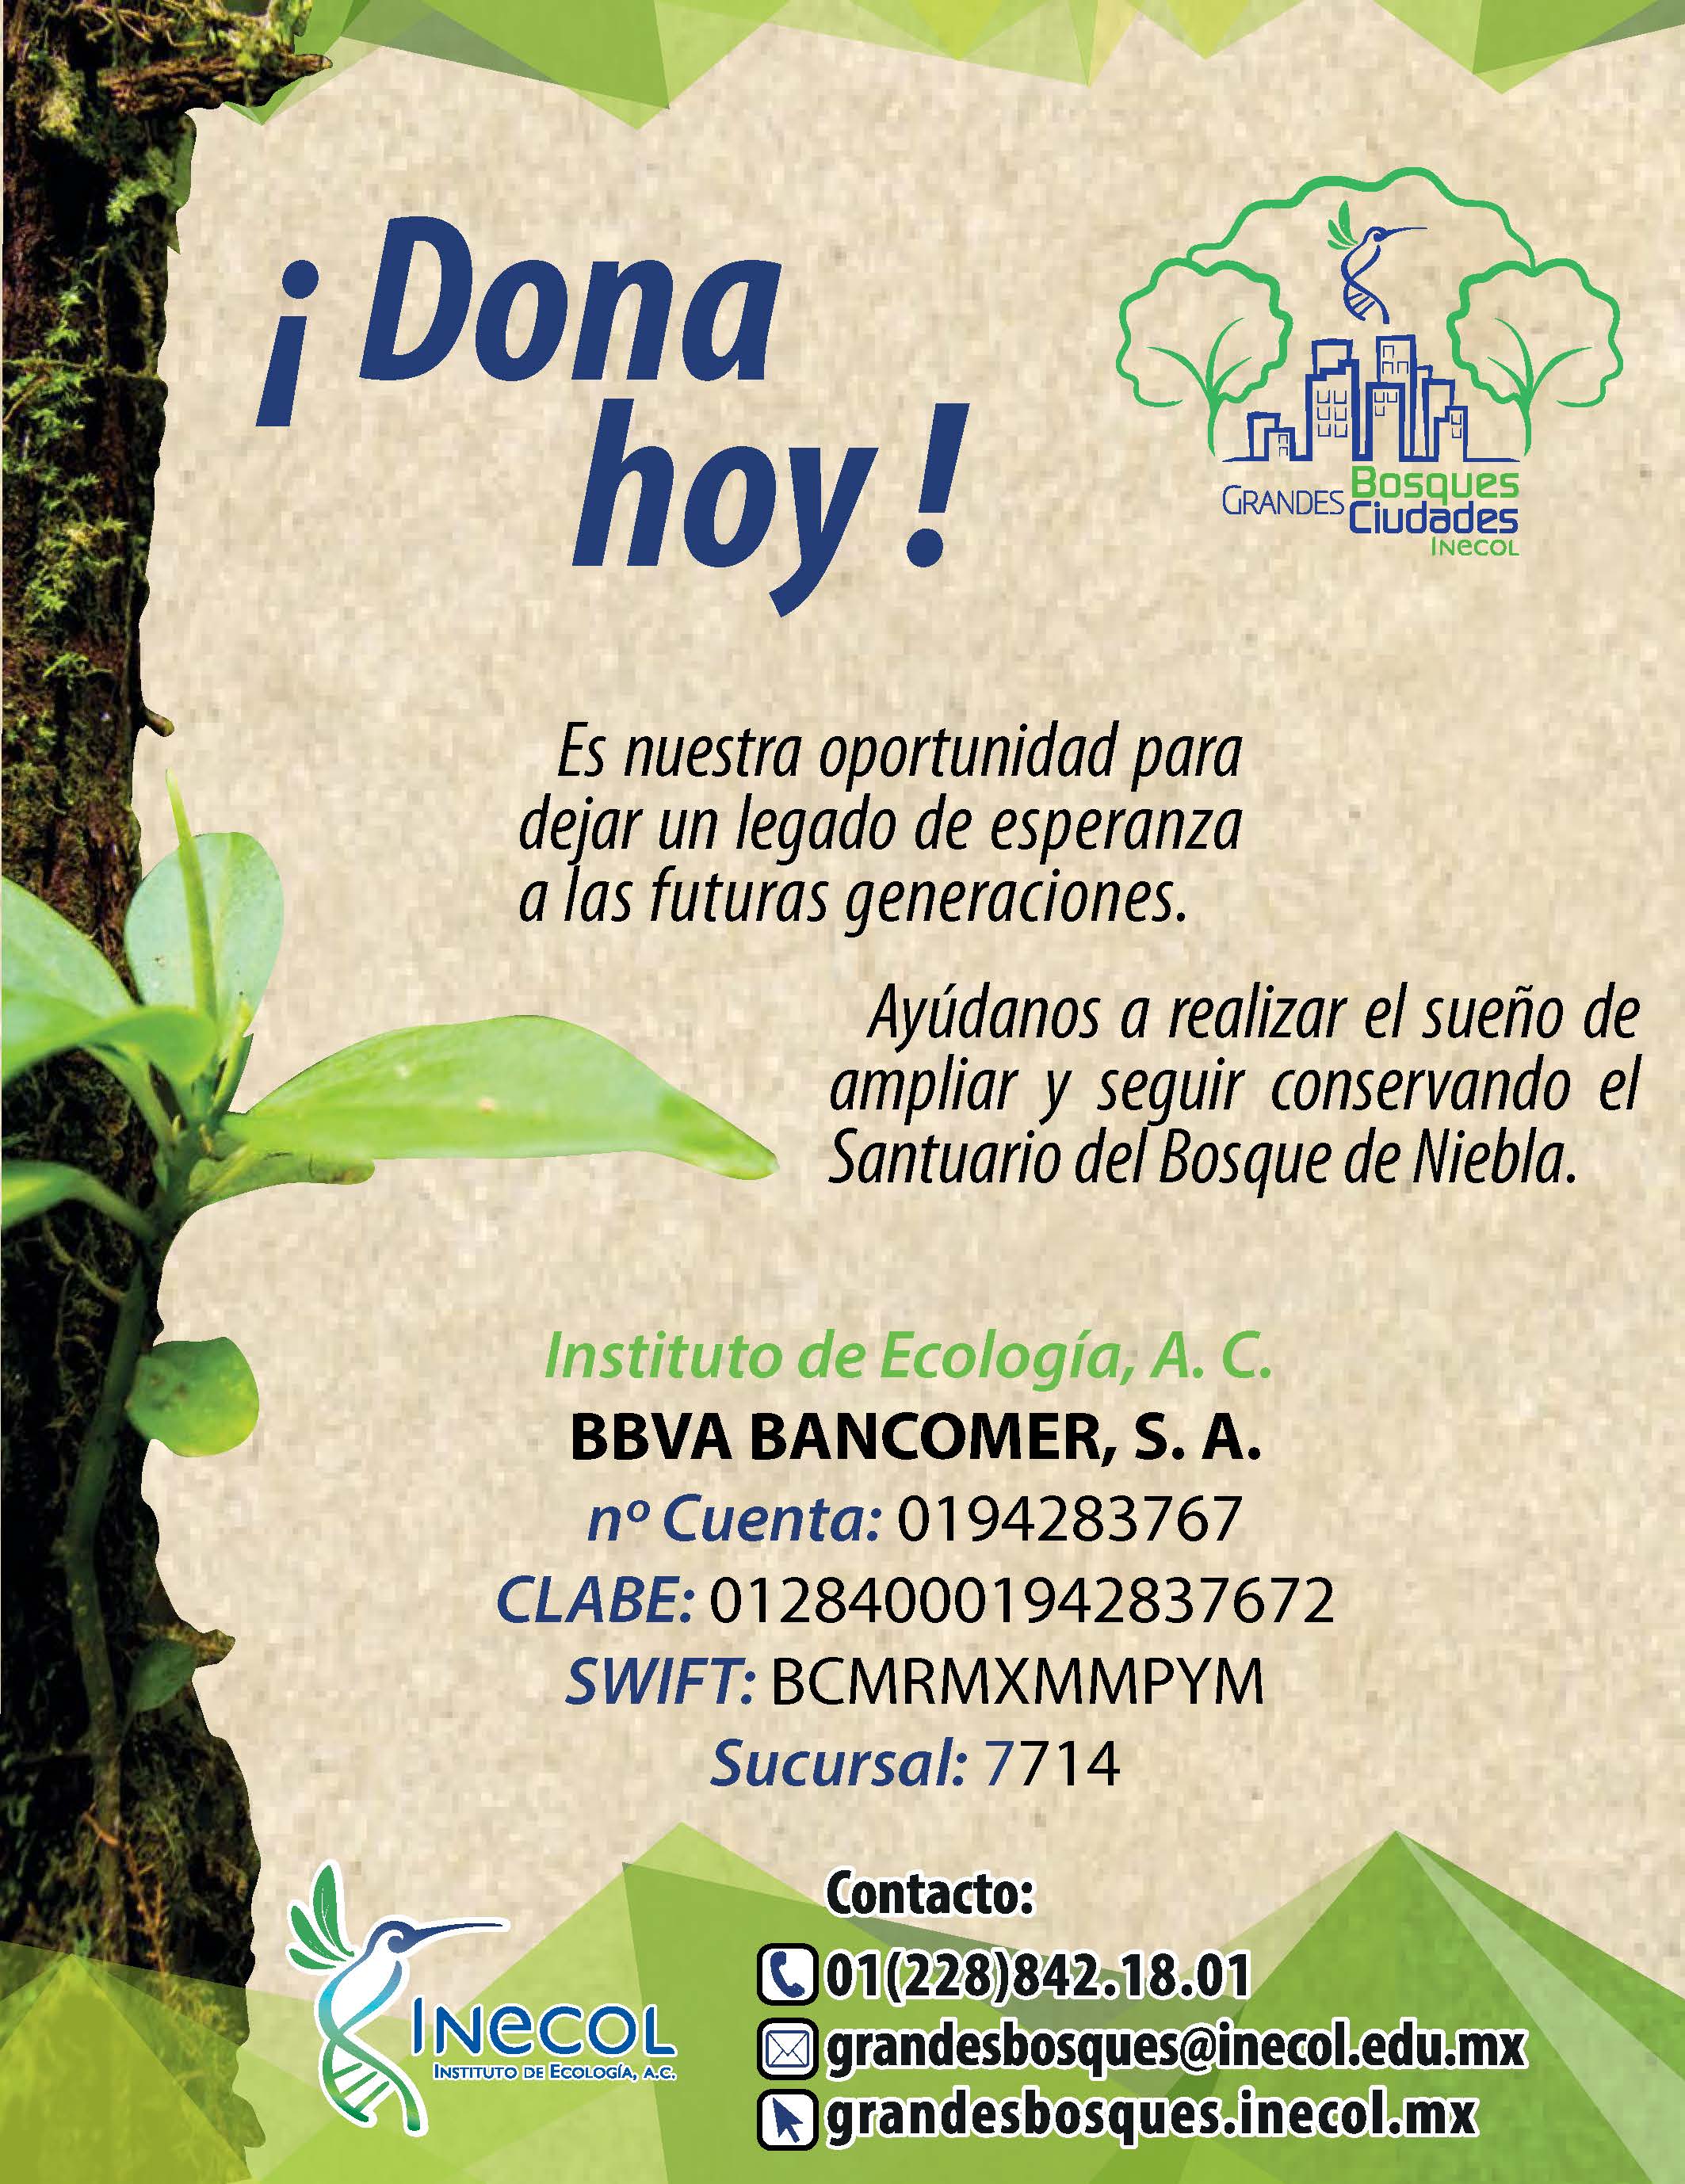 ¡ Dona
hoy !
GRANDES Bosques
Ciudades
INECOL
Es nuestra oportunidad para
dejar un legado de esperanza
a las futuras generaciones.
Ayúdanos a realizar el sueño de
ampliar y seguir conservando el
Santuario del Bosque de Niebla.
Instituto de Ecología, A. C.
BBVA BANCOMER, S. A.
nº Cuenta: 0194283767
CLABE: 012840001942837672
SWIFT: BCMRMXMMPYM
Sucursal: 7714
Contacto:
01(228)842.18.01
grandesbosques@inecol.edu.mx
grandesbosques.inecol.mx
INECOL
INSTITUTO DE ECOLOGÍA, A.C.